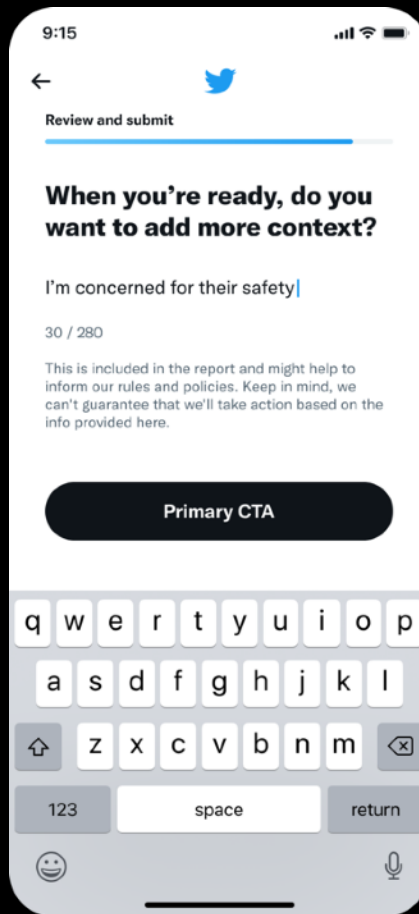 9:15
Review and submit
When you're ready, do you
want to add more context?
I'm concerned for their safety
30 / 280
This is included in the report and might help to
inform our rules and policies. Keep in mind, we
can't guarantee that we'll take action based on the
info provided here.
Primary CTA
q w e r t y u i o p
a s d f g h j k l
z x c v b n m
123 space return